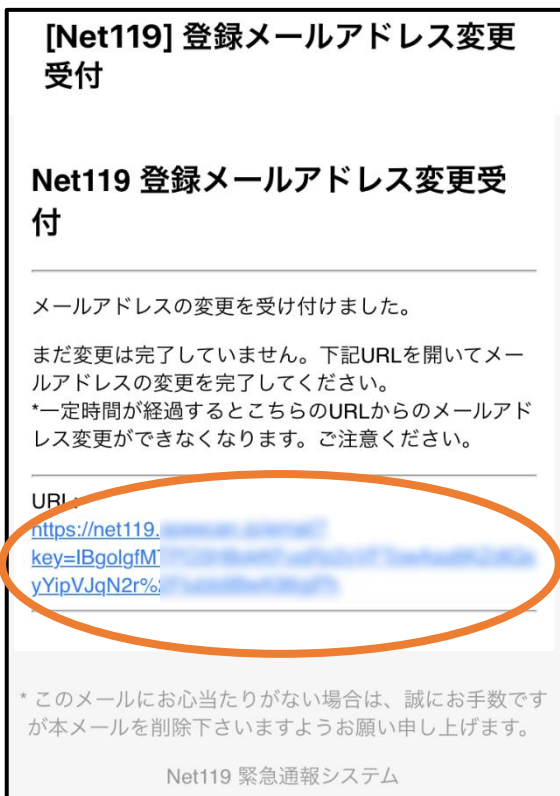 [Net119] 登録メールアドレス変更
受付
Net119 登録メールアドレス変更受
付
メールアドレスの変更を受け付けました。
まだ変更は完了していません。下記URLを開いてメー
ルアドレスの変更を完了してください。
*一定時間が経過するとこちらのURLからのメールアド
レス変更ができなくなります。ご注意ください。
URL:
https://net119.
key=IBgolgfM
yYipVJqN2r%
* このメールにお心当たりがない場合は、誠にお手数です
が本メールを削除下さいますようお願い申し上げます。
Net119 緊急通報システム